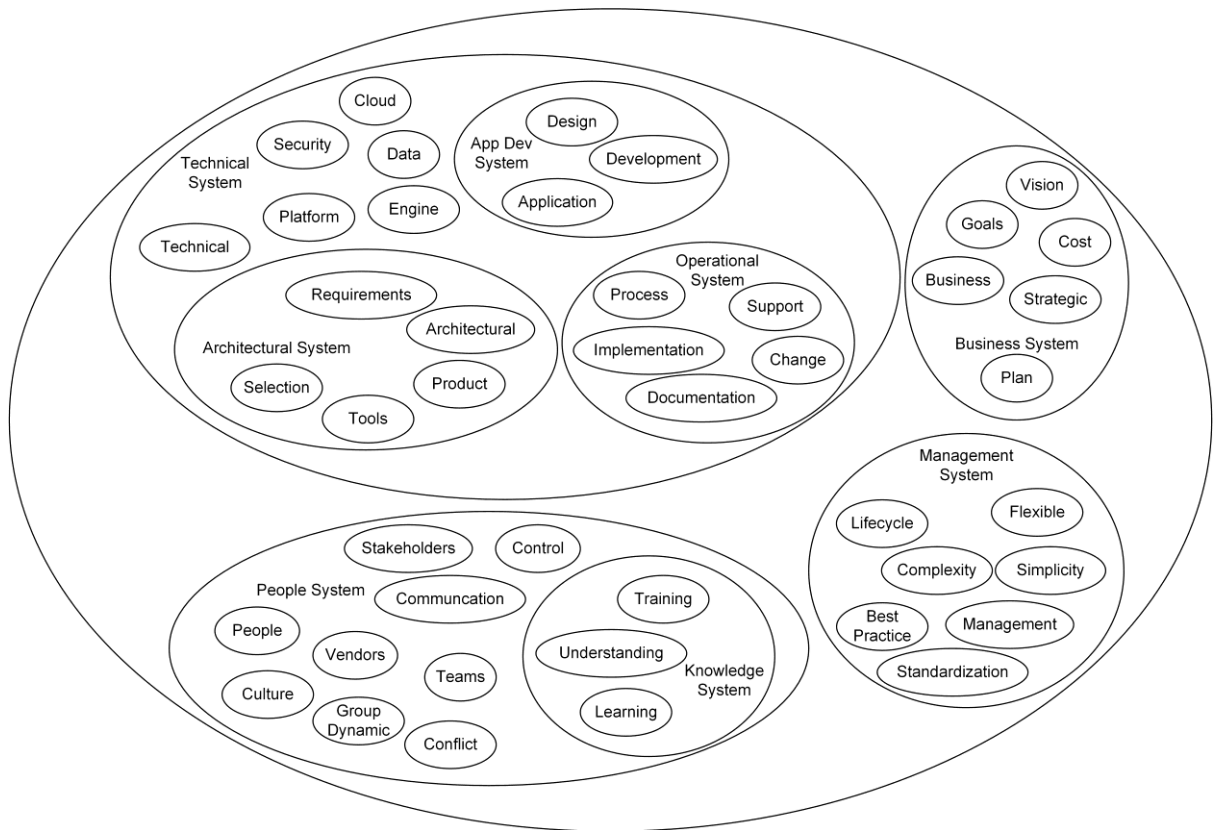 Cloud
Security
Data
Technical
System
Platform
Engine
Technical
Design
App Dev
System
Development
Application
Requirements
Architectural
Architectural System
Selection
Product
Tools
Operational
System
Process
Support
Implementation
Change
Documentation
Vision
Goals
Cost
Business
Strategic
Business System
Plan
Management
System
Lifecycle
Flexible
Complexity
Simplicity
Best
Practice
Management
Standardization
Stakeholders
Control
People System
Communcation
People
Vendors
Teams
Culture
Group
Dynamic
Conflict
Training
Understanding
Knowledge
System
Learning